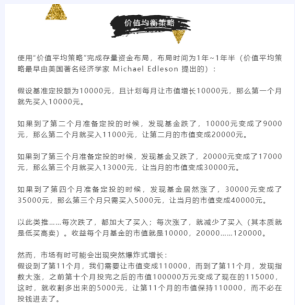 价值均衡策略
使用“价值平均策略”完成存量资金布局，布局时间为1年~1年半（价值平均策
略最早由美国著名经济学家 Michael Edleson 提出的）：
假设基准定投额为10000元，且计划每月让市值增长10000元，那么第一个月
就先买入10000元。
如果到了第二个月准备定投的时候，发现基金跌了，10000元变成了9000
元，那么第二个月就买入11000元，让第二月的市值变成20000元。
如果到了第三个月准备定投的时候，发现基金又跌了，20000元变成了17000
元，那么第三个月就买入13000元，让当月的市值变成30000元。
如果到了第四个月准备定投的时候，发现基金居然涨了，30000元变成了
35000元，那么第三个月只需买入5000元，让当月的市值变成40000元。
以此类推……每次跌了，都加大了买入；每次涨了，就减少了买入（其本质就
是低买高卖）。收益每个月基金的市值就是10000，20000……120000。
然而，市场有时可能会出现突然爆炸式增长：
假设到了第11个月，我们需要让市值变成110000，而到了第11个月，发现指
数大涨，之前第十个月投完之后的市值100000万变成了现在的115000，
这时，就收割多出来的5000元，让第11个月的市值保持110000，而不必在
投钱进去了。